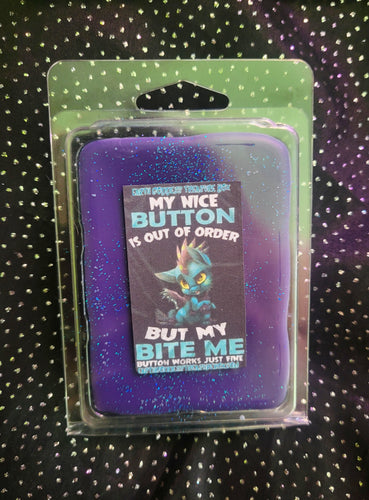 MY NICE
BUTTON
IS OUT OF ORDER
BUT MY
BITE ME
BUTTON WORKS JUST FINE